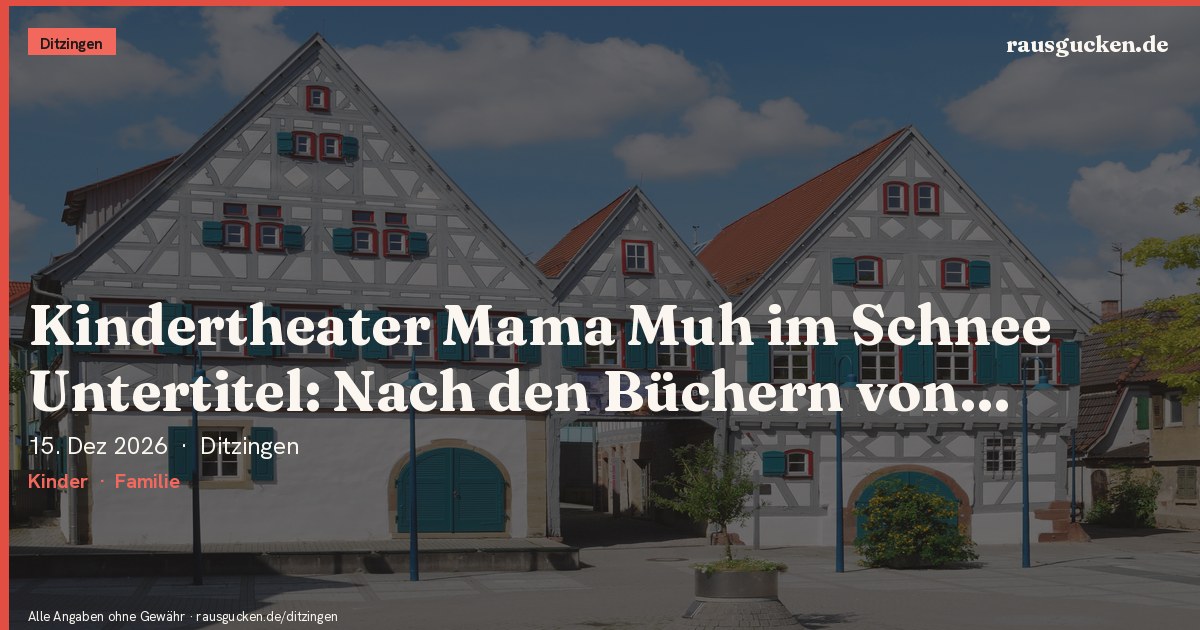 Ditzingen
rausgucken.de
Kindertheater Mama Muh im Schnee
Untertitel: Nach den Büchern von...
15. Dez 2026 · Ditzingen
Kinder · Familie
Alle Angaben ohne Gewähr · rausgucken.de/ditzingen